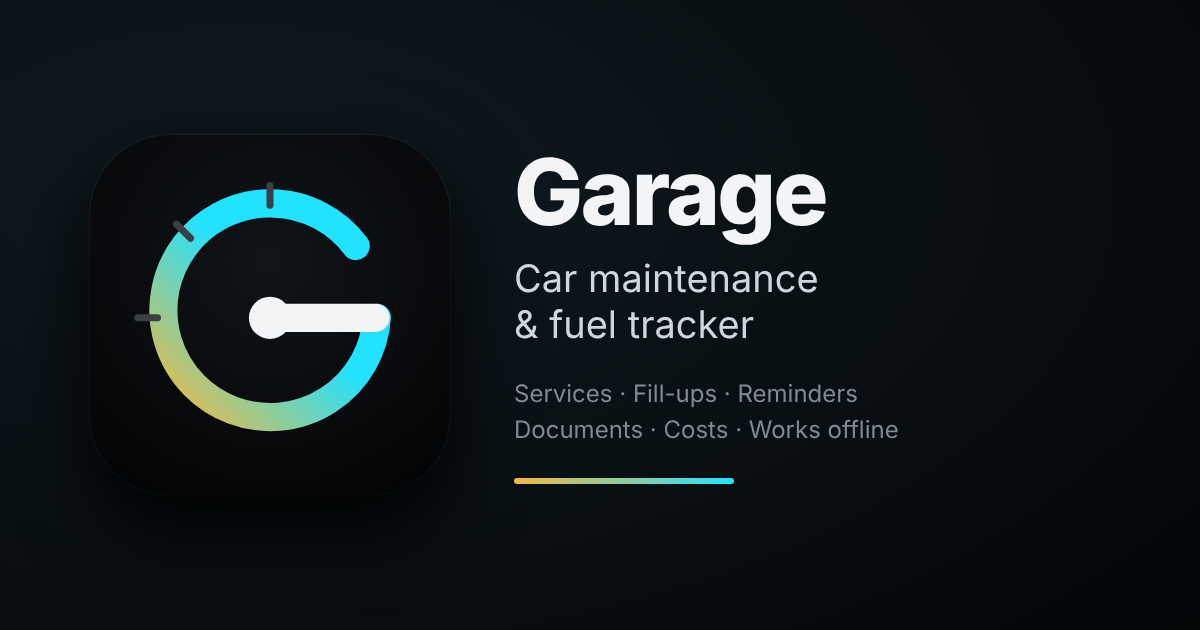 Garage
Car maintenance
& fuel tracker
Services · Fill-ups · Reminders
Documents · Costs · Works offline